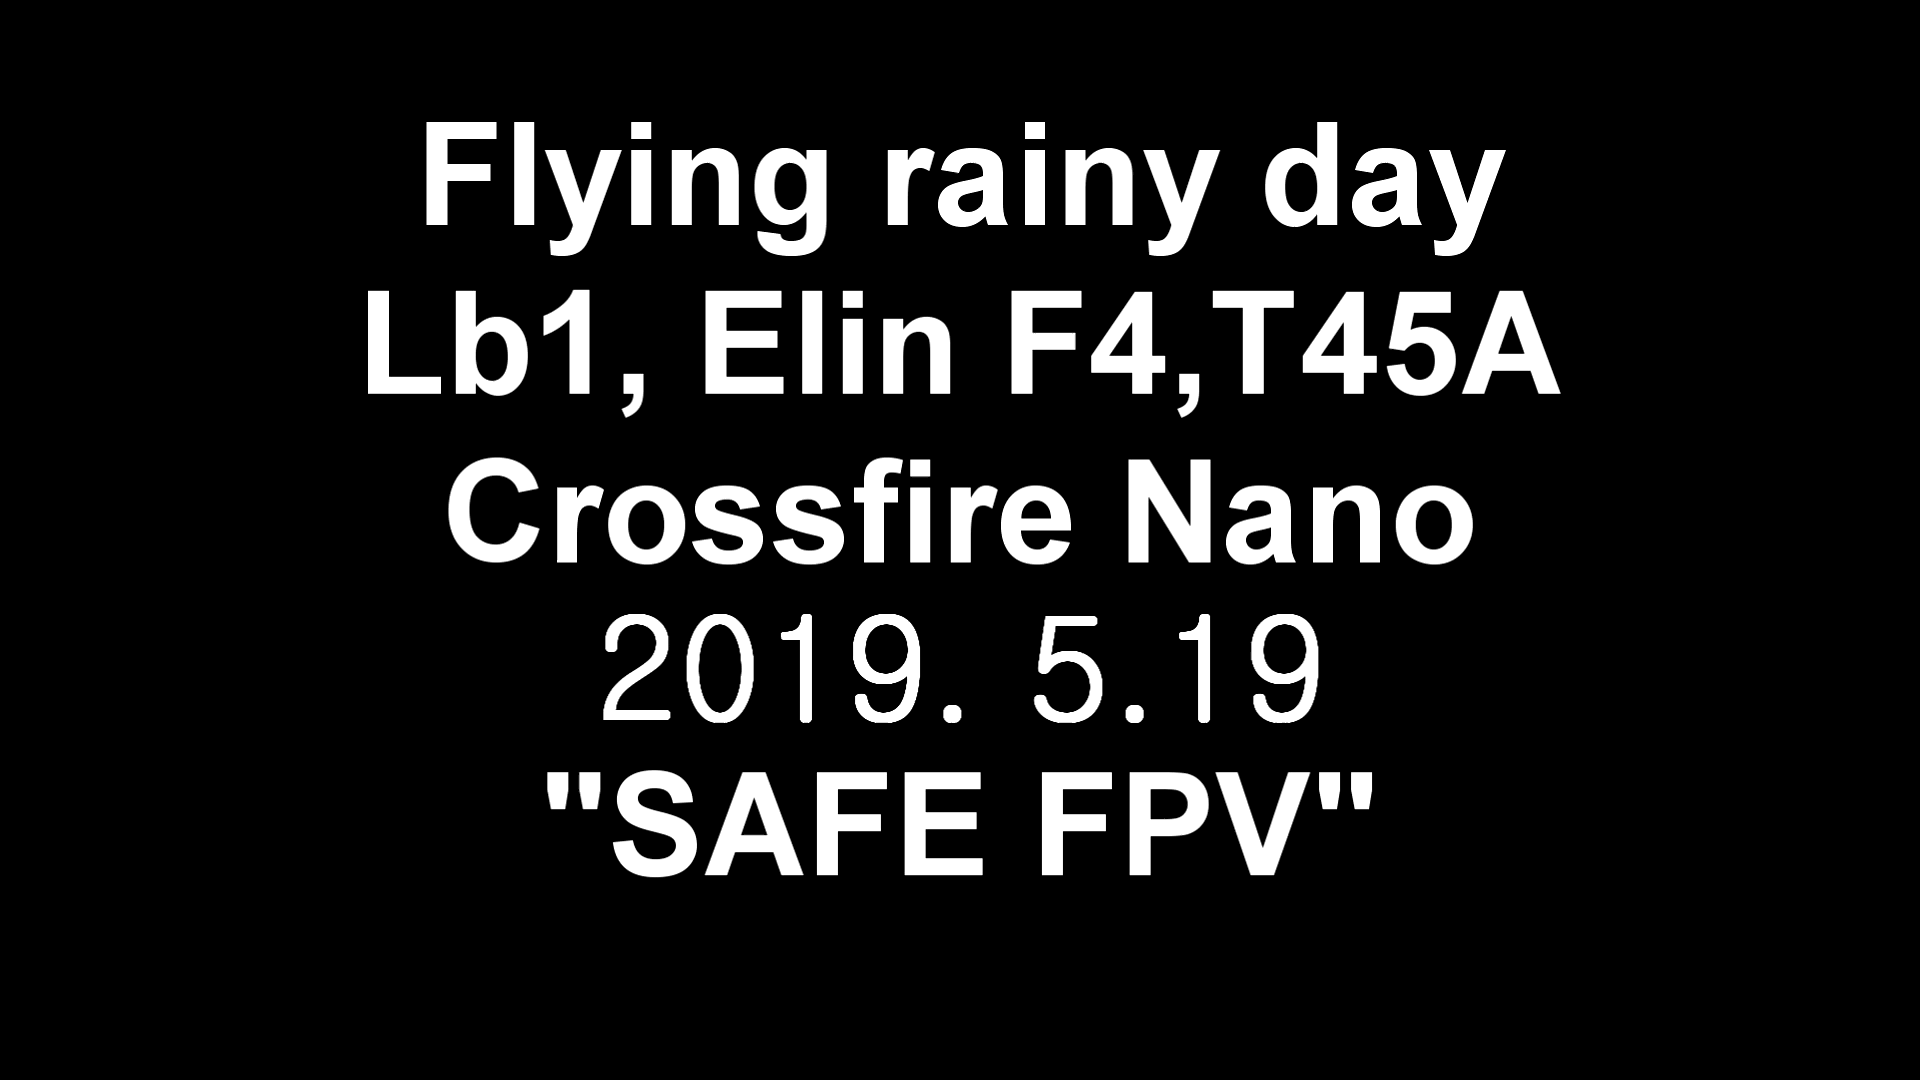 Flying rainy day
Lb1, Elin F4,T45A
Crossfire Nano
2019. 5.19
"SAFE FPV"